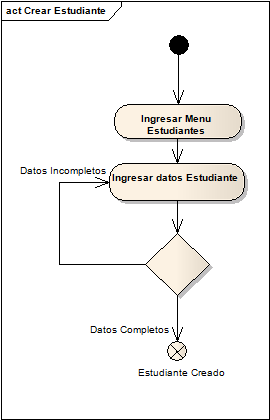 act Crear Estudiante
Ingresar Menu
Estudiantes
Datos Incompletos
Ingresar datos Estudiante
Datos Completos
Estudiante Creado